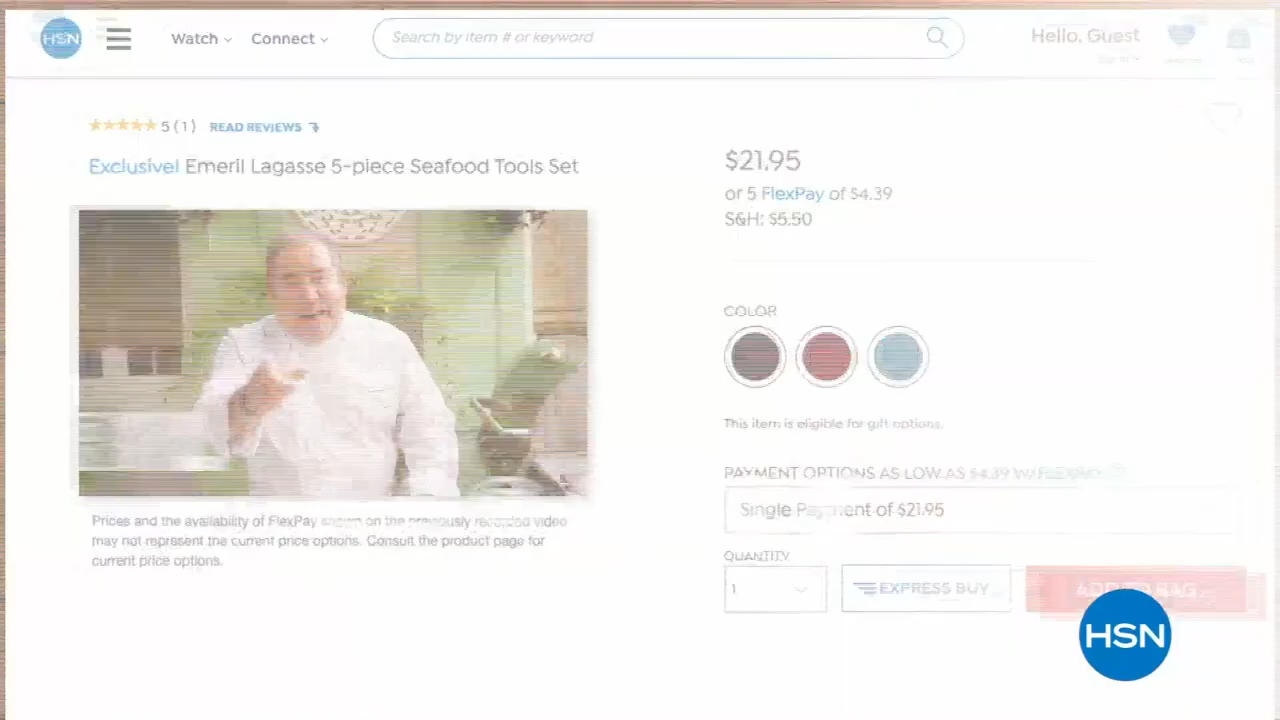 HSN
Watch
Connect
Search by item # or keyword
Hello, Guest
5 (1) READ REVIEWS
Exclusive! Emeril Lagasse 5-piece Seafood Tools Set
$21.95
or 5 FlexPay of $4.39
S&H: $5.50
COLOR
This item is eligible for gift options.
PAYMENT OPTIONS AS LOW AS $4.39 W/
Single Payment of $21.95
Prices and the availability of FlexPay shown on the previously recorded video
may not represent the current price options. Consult the product page for
current price options.
QUANTITY
1
EXPRESS BUY
ADD TO BAG
HSN